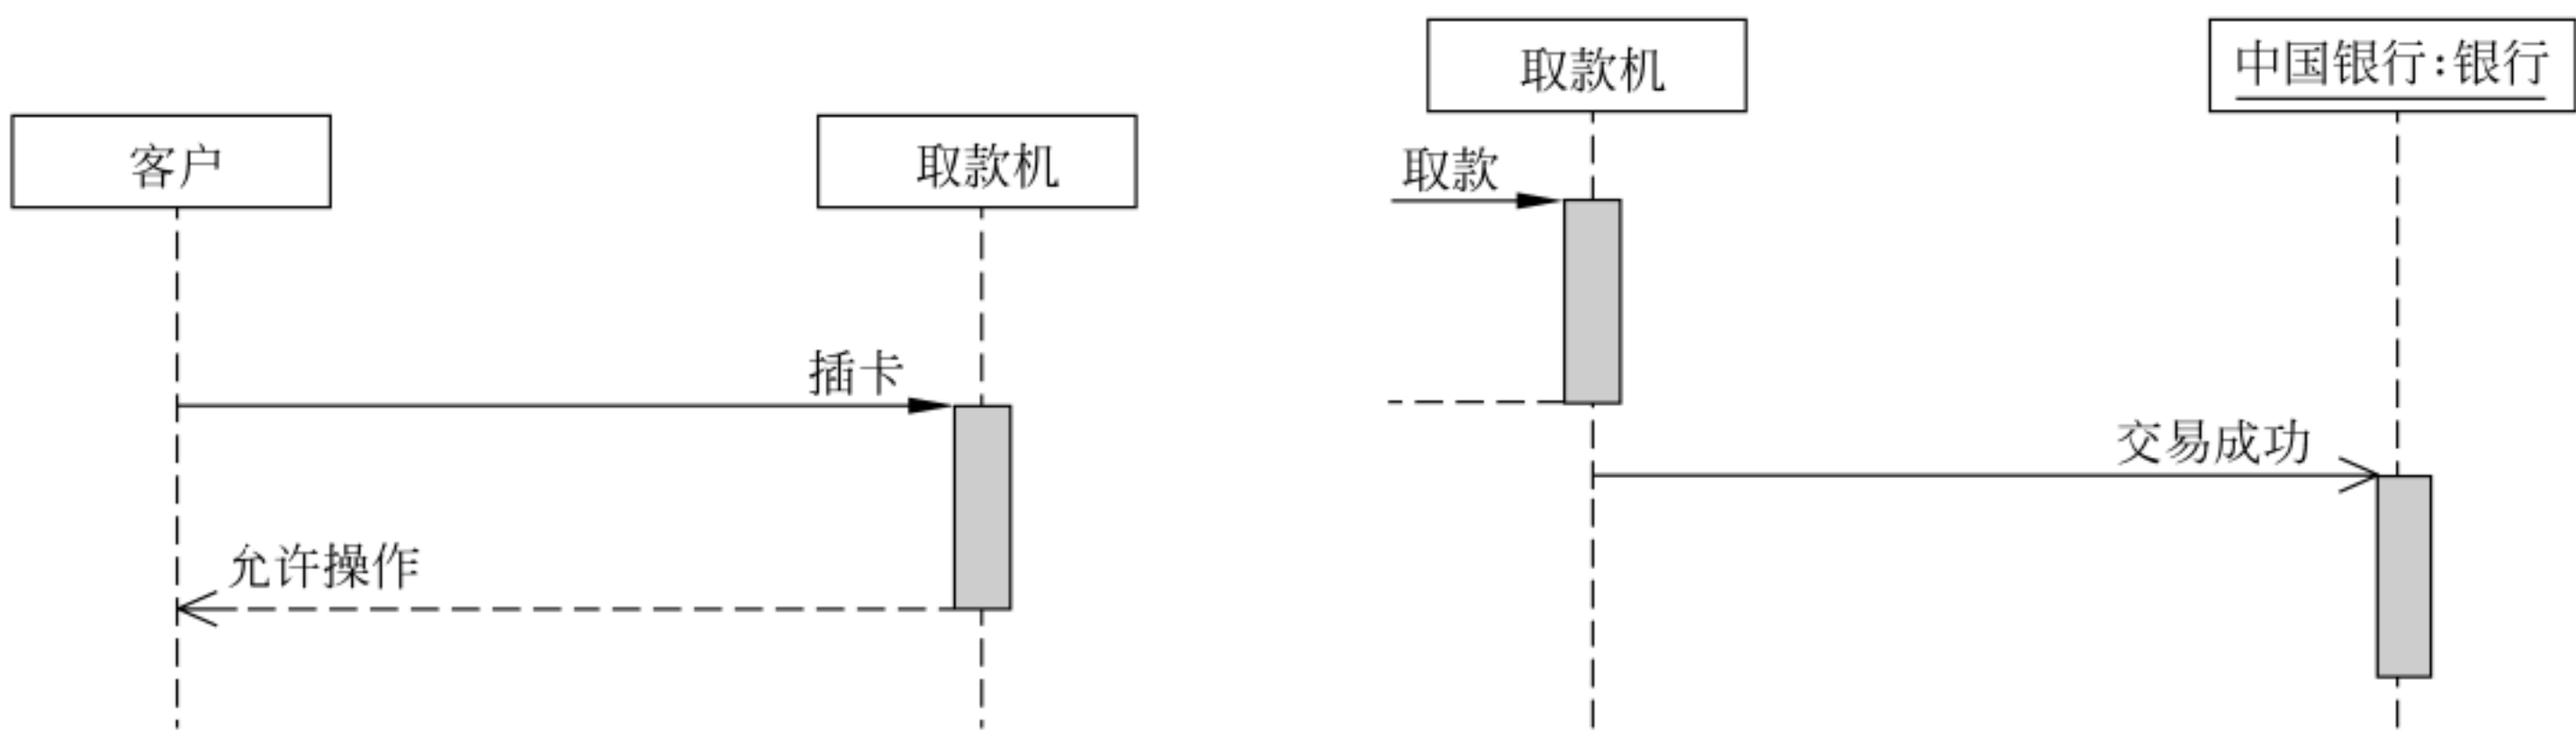 客户
取款机
插卡
允许操作
取款机
中国银行:银行
取款
交易成功